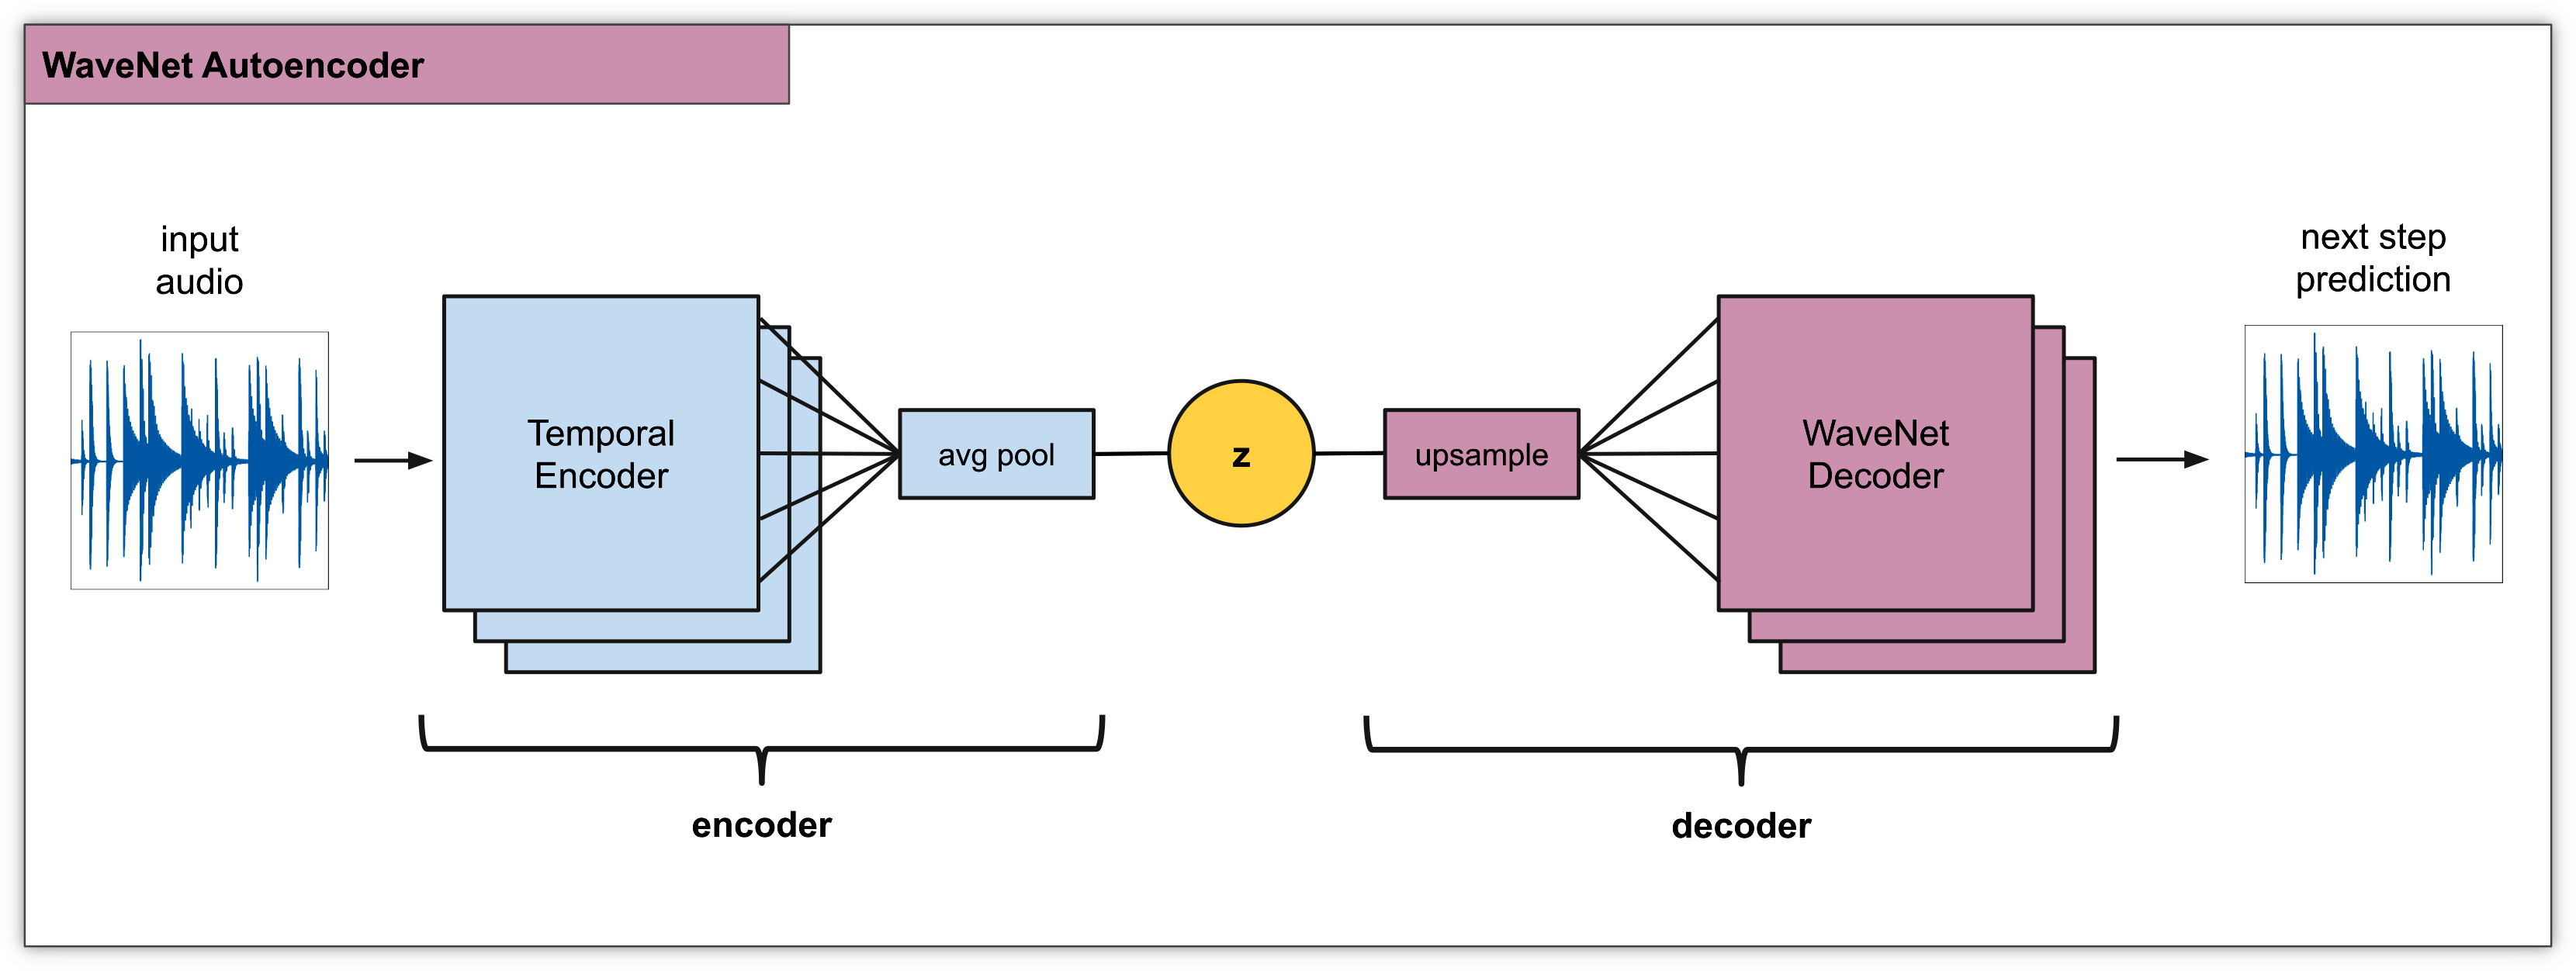 WaveNet Autoencoder
input
audio
Temporal
Encoder
avg pool
z
upsample
WaveNet
Decoder
next step
prediction
encoder
decoder